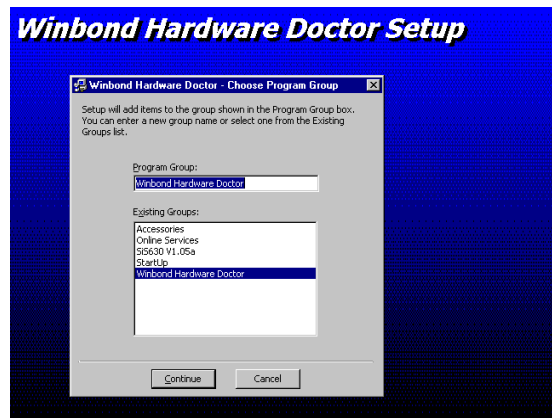 Winbond Hardware Doctor Setup
Winbond Hardware Doctor - Choose Program Group
Setup will add items to the group shown in the Program Group box.
You can enter a new group name or select one from the Existing
Groups list.
Program Group:
Winbond Hardware Doctor
Existing Groups:
Accessories
Online Services
SiS630 V1.05a
StartUp
Winbond Hardware Doctor
Continue
Cancel